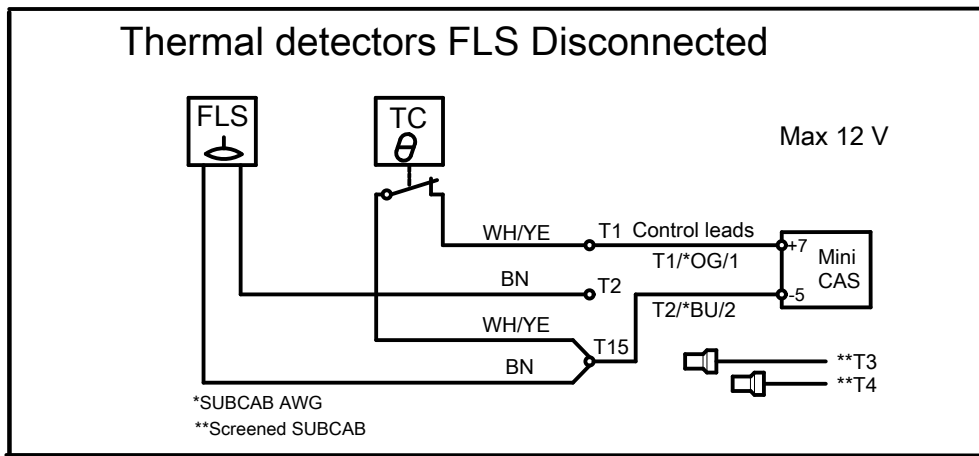 Thermal detectors FLS Disconnected
FLS
TC
Max 12 V
WH/YE
T1
Control leads
+7
T1/*OG/1
Mini
CAS
BN
T2
-5
T2/*BU/2
WH/YE
T15
BN
**T3
**T4
*SUBCAB AWG
**Screened SUBCAB